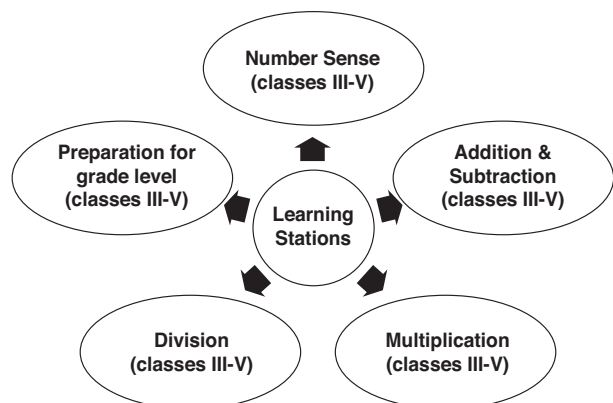 Number Sense
(classes III-V)
Preparation for
grade level
(classes III-V)
Addition &
Subtraction
(classes III-V)
Learning
Stations
Division
(classes III-V)
Multiplication
(classes III-V)